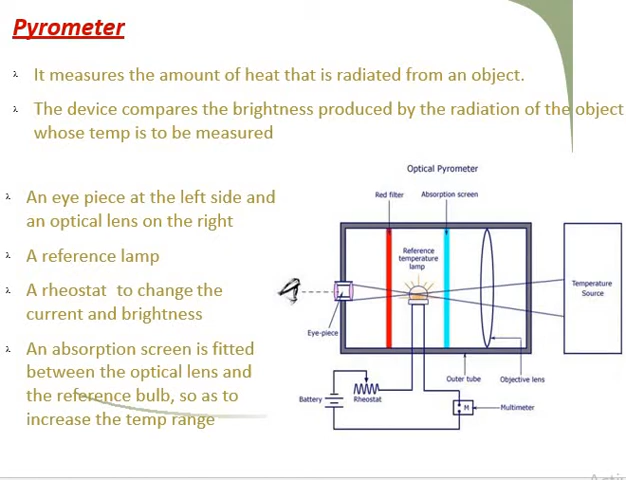 Pyrometer
It measures the amount of heat that is radiated from an object.
The device compares the brightness produced by the radiation of the object
whose temp is to be measured
An eye piece at the left side and
an optical lens on the right
A reference lamp
A rheostat to change the
current and brightness
An absorption screen is fitted
between the optical lens and
the reference bulb, so as to
increase the temp range
Optical Pyrometer
Red filter
Absorption screen
Reference
temperature
lamp
Temperature
Source
Eye-piece
Outer tube
Objective lens
Battery
Rheostat
M
Multimeter